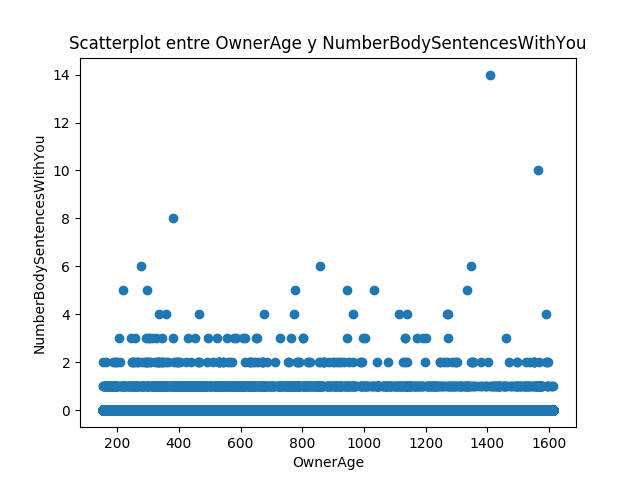 Scatterplot entre OwnerAge y NumberBodySentencesWithYou
NumberBodySentencesWithYou
14
12
10
8
6
4
2
0
200 400 600 800 1000 1200 1400 1600
OwnerAge